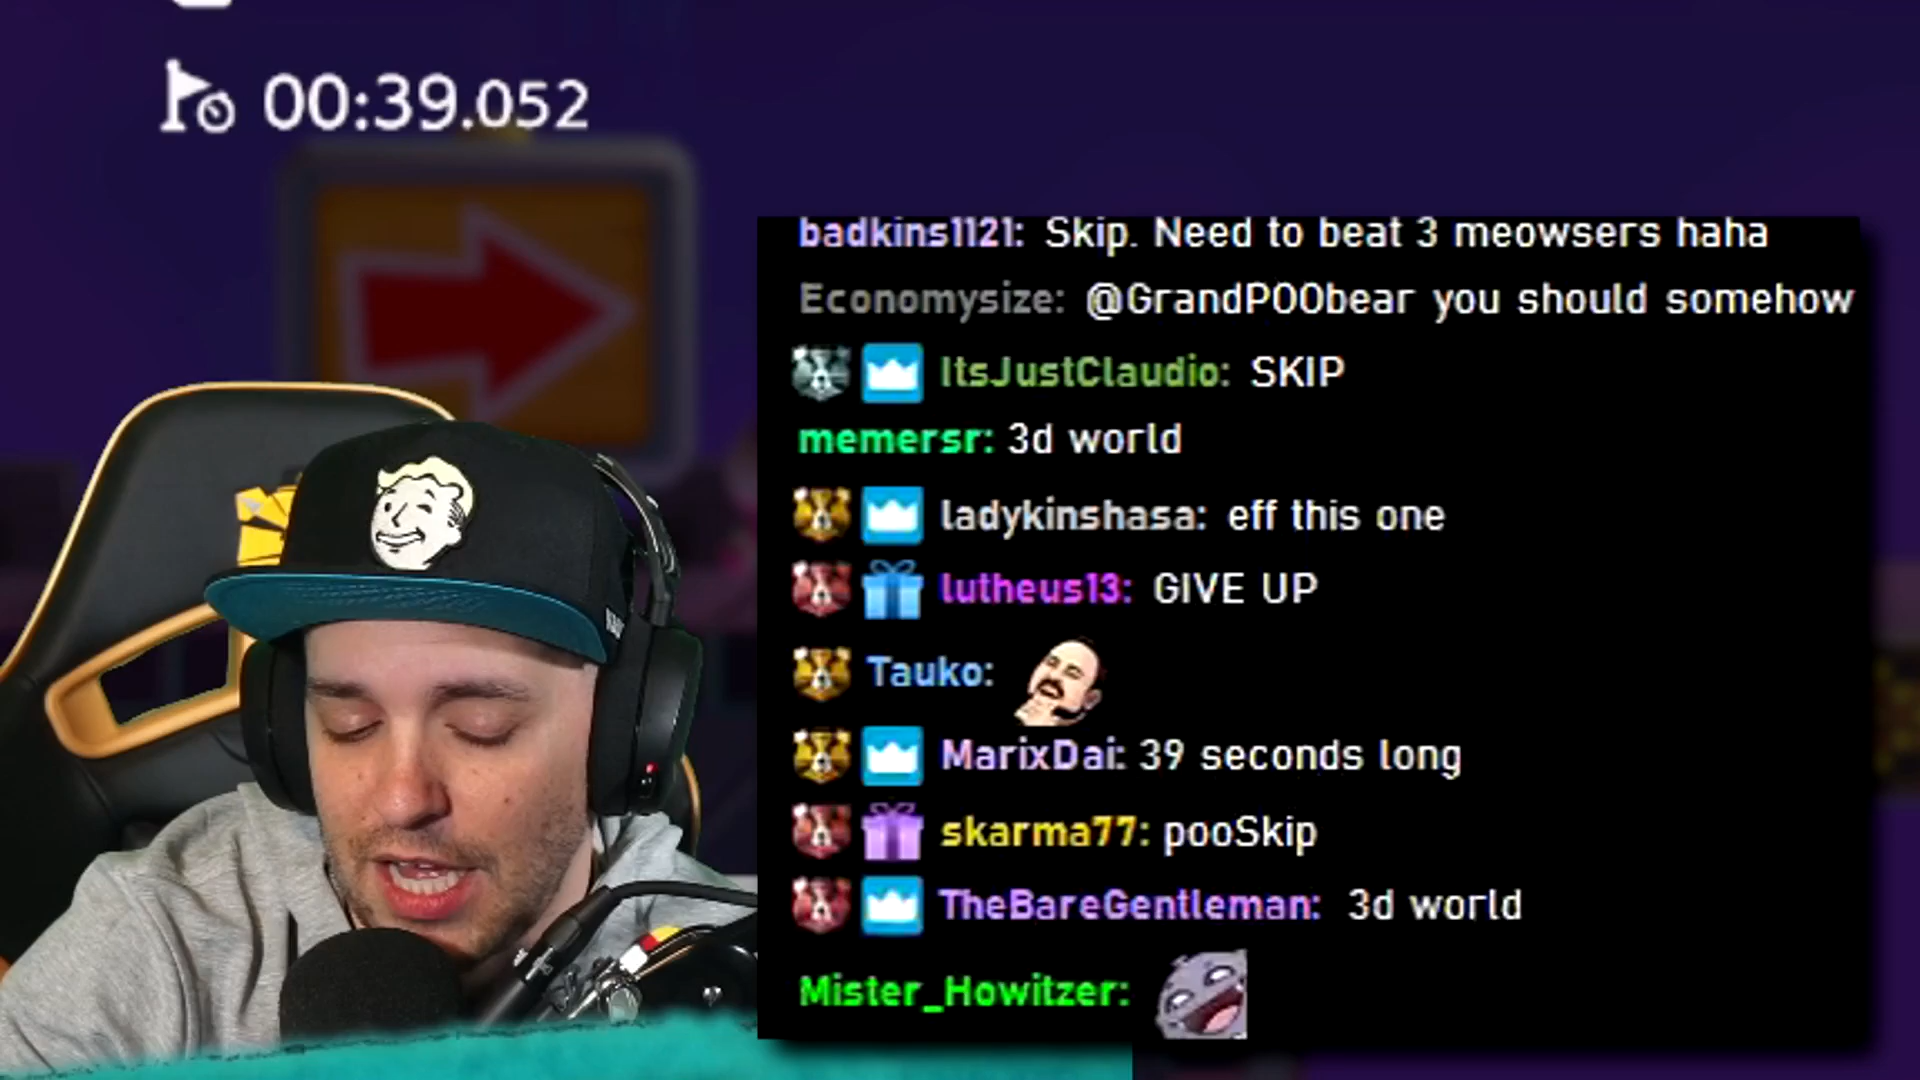 00:39.052
badkins1121: Skip. Need to beat 3 meowsers haha
Economysize: @GrandPOObear you should somehow
ItsJustClaudio: SKIP
memersr: 3d world
ladykinshasa: eff this one
lutheus13: GIVE UP
Tauko:
MarixDai: 39 seconds long
skarma77: pooSkip
TheBareGentleman: 3d world
Mister_Howitzer: